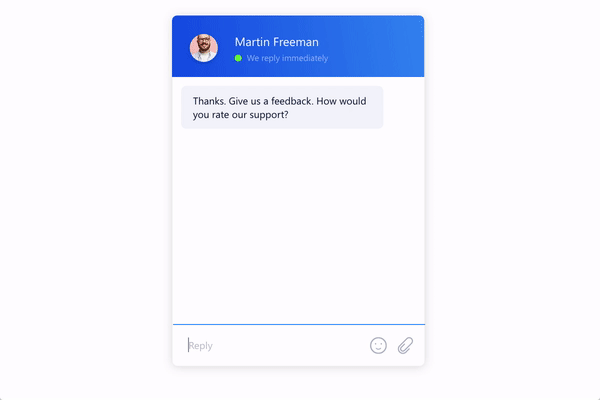 Martin Freeman
We reply immediately
Thanks. Give us a feedback. How would
you rate our support?
Reply